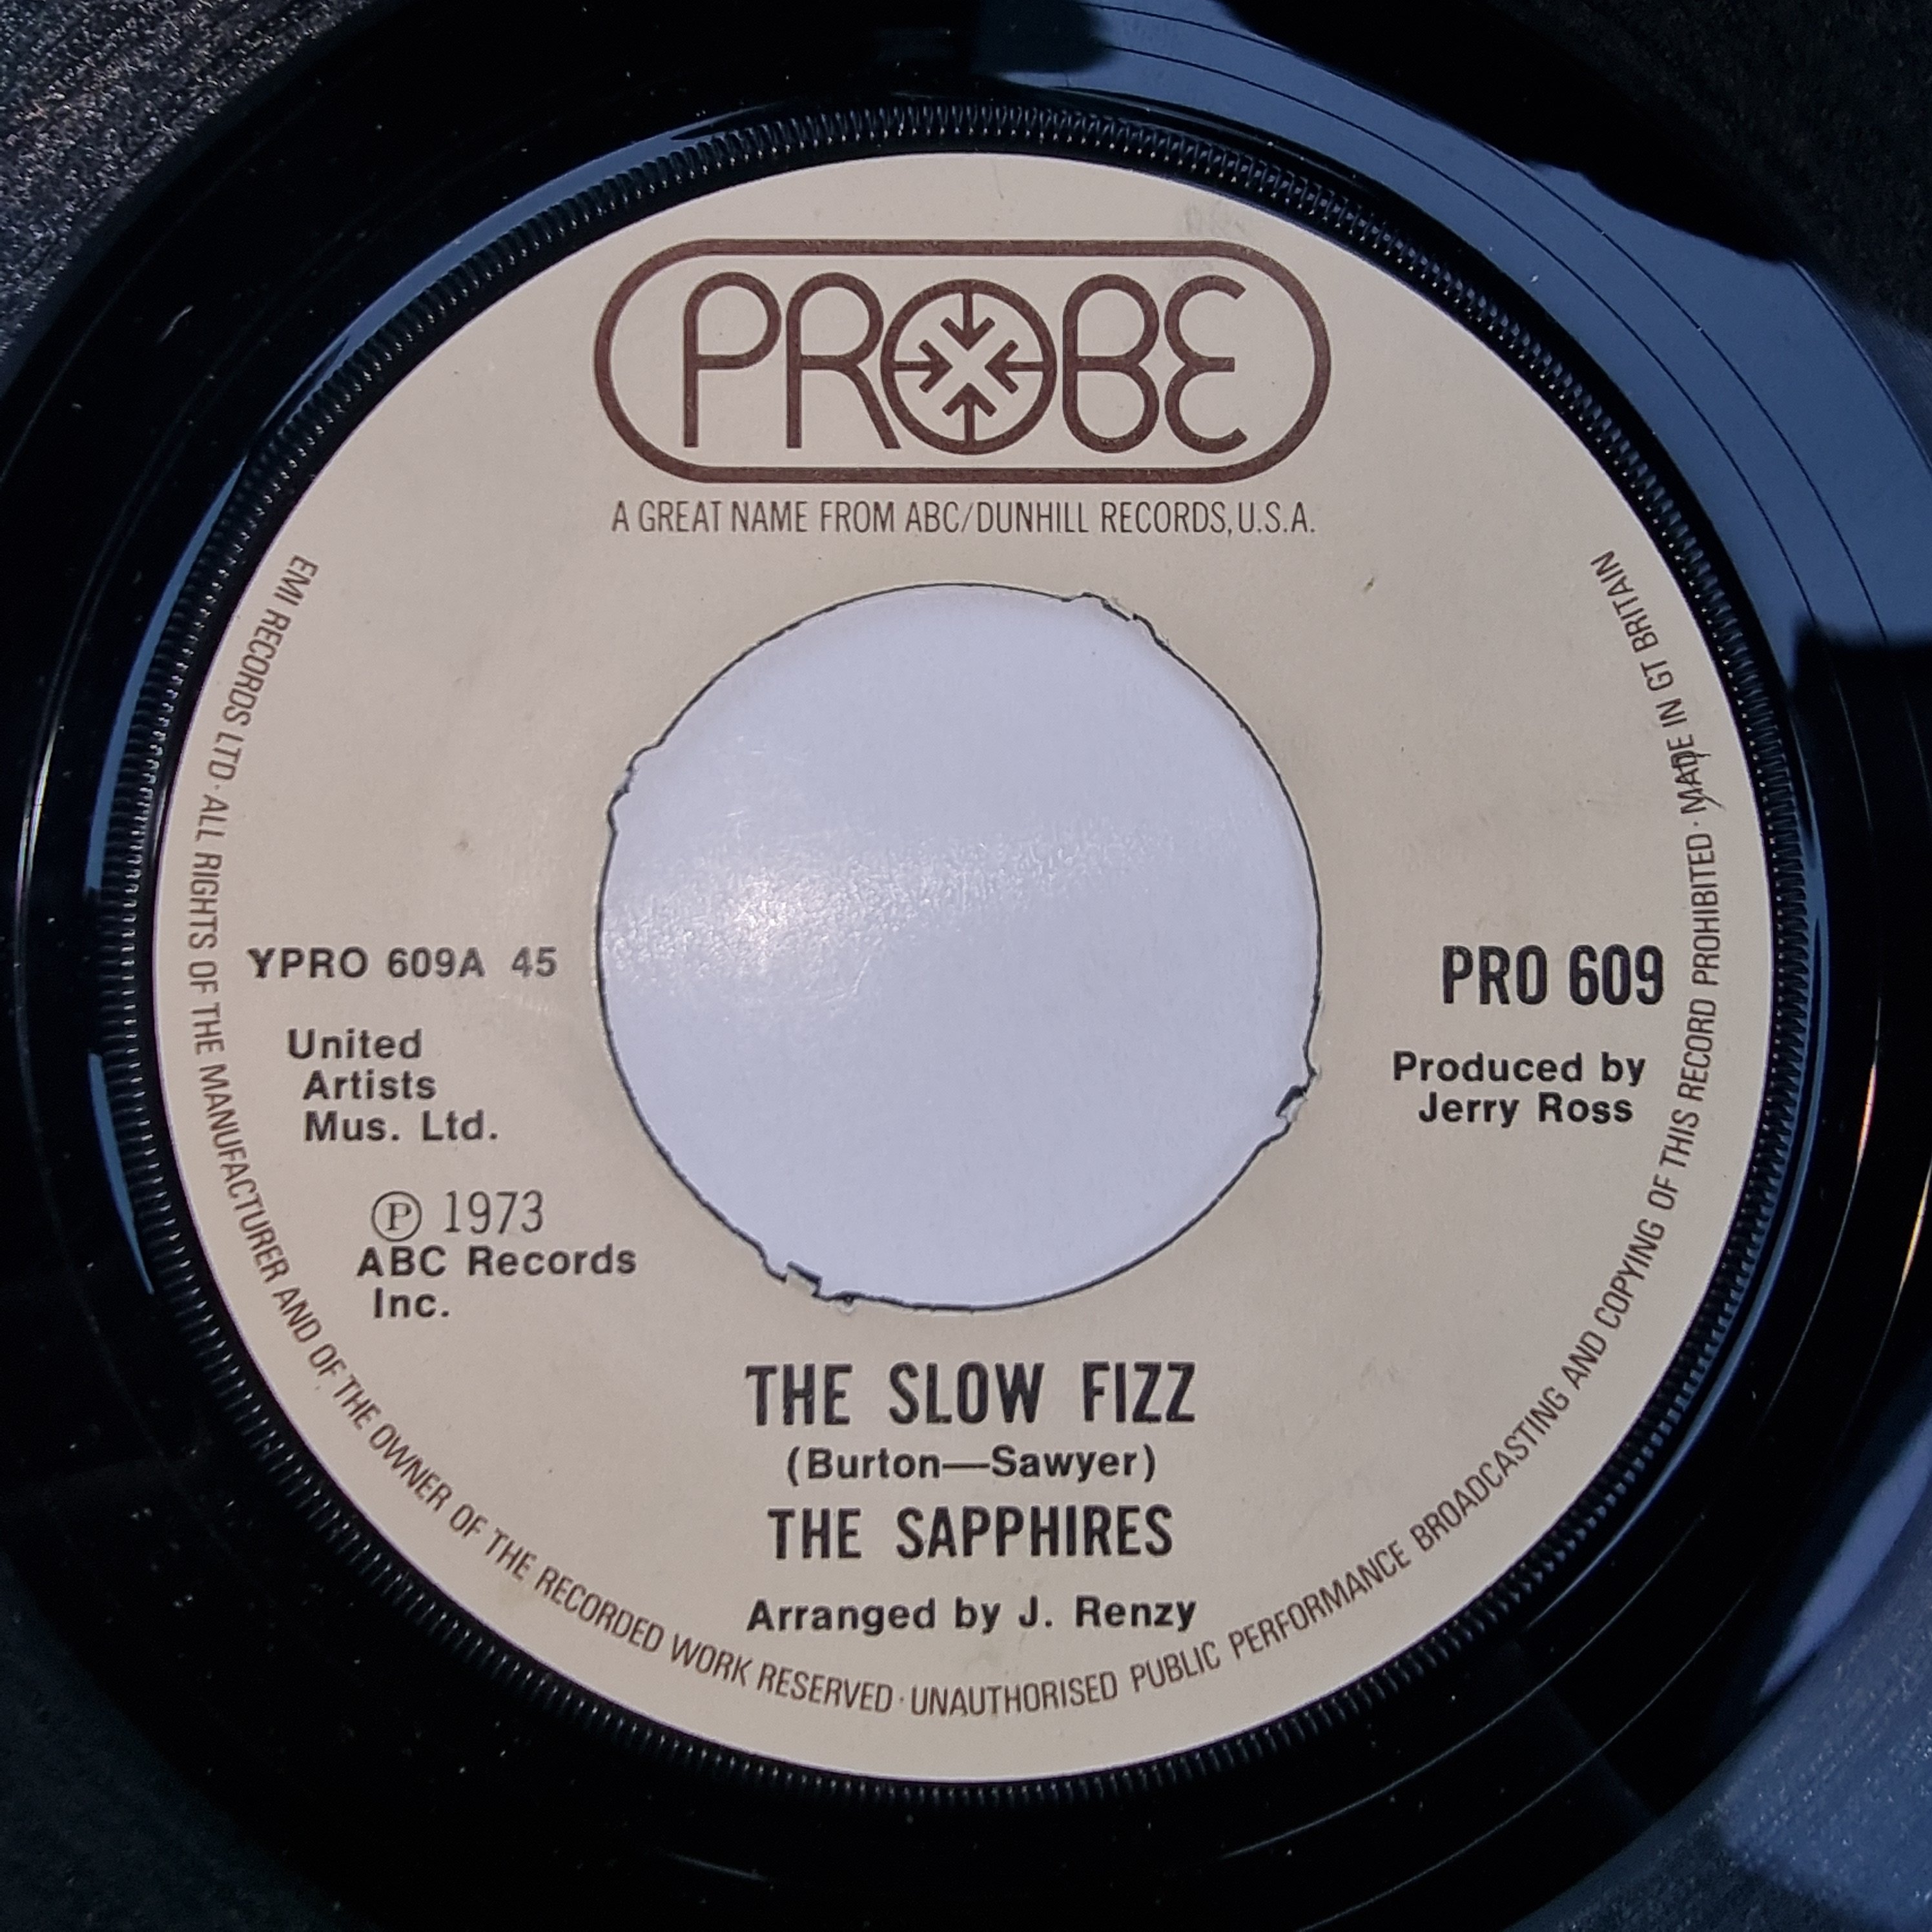 PROBE
A GREAT NAME FROM ABC/DUNHILL RECORDS, U.S.A.
EMI RECORDS LTD · ALL RIGHTS OF THE MANUFACTURER AND OF THE OWNER OF THE RECORDED WORK RESERVED · UNAUTHORISED PUBLIC PERFORMANCE BROADCASTING AND COPYING OF THIS RECORD PROHIBITED · MADE IN GT BRITAIN
YPRO 609A 45
United
Artists
Mus. Ltd.
℗ 1973
ABC Records
Inc.
PRO 609
Produced by
Jerry Ross
THE SLOW FIZZ
(Burton—Sawyer)
THE SAPPHIRES
Arranged by J. Renzy